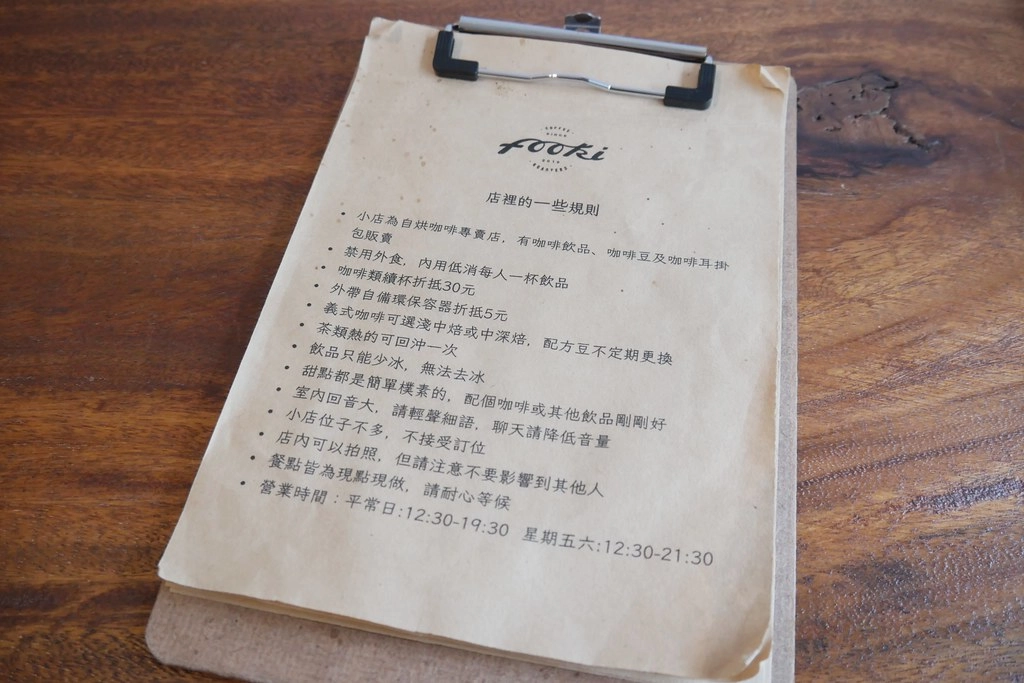 COFFEE
fooki
2019
ROASTERS
店裡的一些規則
• 小店為自烘咖啡專賣店，有咖啡飲品、咖啡豆及咖啡耳掛
包販賣
• 禁用外食，內用低消每人一杯飲品
• 咖啡類續杯折抵30元
• 外帶自備環保容器折抵5元
• 義式咖啡可選淺中焙或中深焙，配方豆不定期更換
• 茶類熱的可回沖一次
• 飲品只能少冰，無法去冰
• 甜點都是簡單樸素的，配個咖啡或其他飲品剛剛好
• 室內回音大，請輕聲細語，聊天請降低音量
• 小店位子不多，不接受訂位
• 店內可以拍照，但請注意不要影響到其他人
• 餐點皆為現點現做，請耐心等候
• 營業時間：平常日:12:30-19:30 星期五六:12:30-21:30